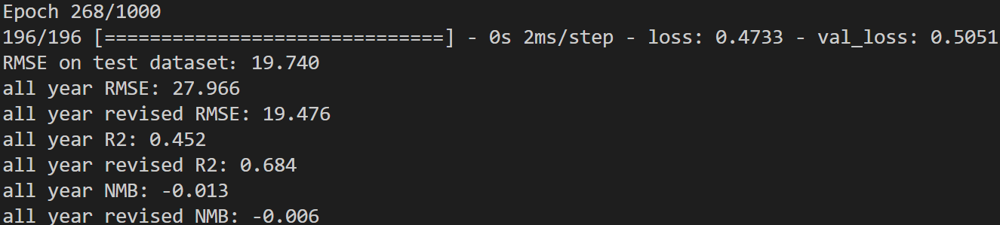 Epoch 268/1000
196/196 [==============================] - 0s 2ms/step - loss: 0.4733 - val_loss: 0.5051
RMSE on test dataset: 19.740
all year RMSE: 27.966
all year revised RMSE: 19.476
all year R2: 0.452
all year revised R2: 0.684
all year NMB: -0.013
all year revised NMB: -0.006